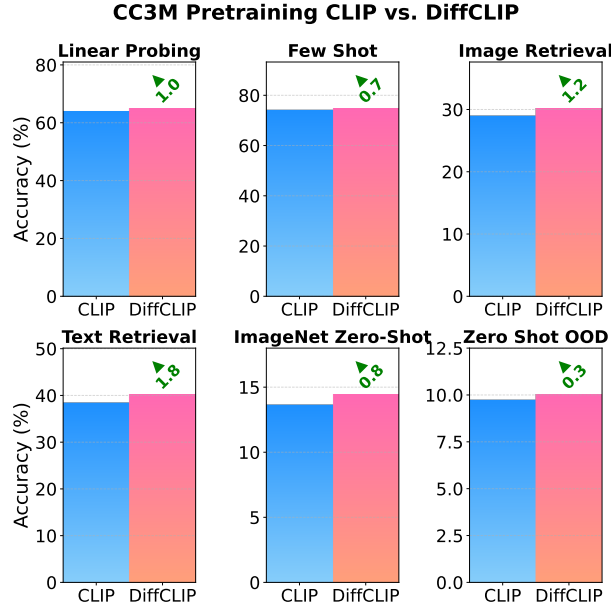 CC3M Pretraining CLIP vs. DiffCLIP
Linear Probing
Accuracy (%)
80
60
40
20
0
▲1.0
CLIP DiffCLIP
Few Shot
80
60
40
20
0
▲0.7
CLIP DiffCLIP
Image Retrieval
30
20
10
0
▲1.2
CLIP DiffCLIP
Text Retrieval
Accuracy (%)
50
40
30
20
10
0
▲1.8
CLIP DiffCLIP
ImageNet Zero-Shot
15
10
5
0
▲0.8
CLIP DiffCLIP
Zero Shot OOD
12.5
10.0
7.5
5.0
2.5
0.0
▲0.3
CLIP DiffCLIP